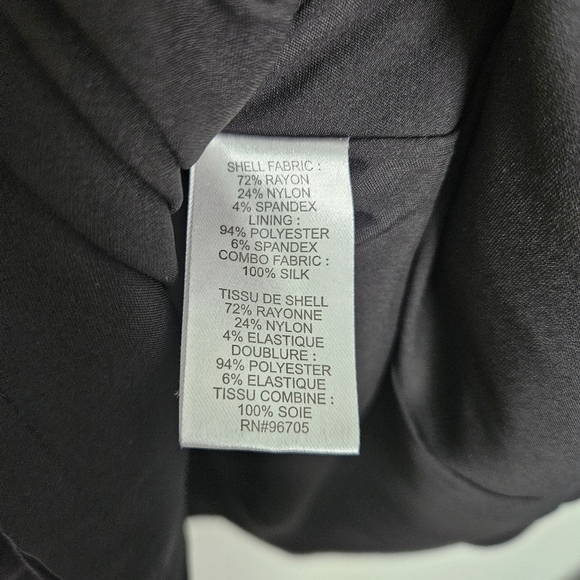 SHELL FABRIC :
72% RAYON
24% NYLON
4% SPANDEX
LINING :
94% POLYESTER
6% SPANDEX
COMBO FABRIC :
100% SILK
TISSU DE SHELL
72% RAYONNE
24% NYLON
4% ELASTIQUE
DOUBLURE :
94% POLYESTER
6% ELASTIQUE
TISSU COMBINE :
100% SOIE
RN#96705